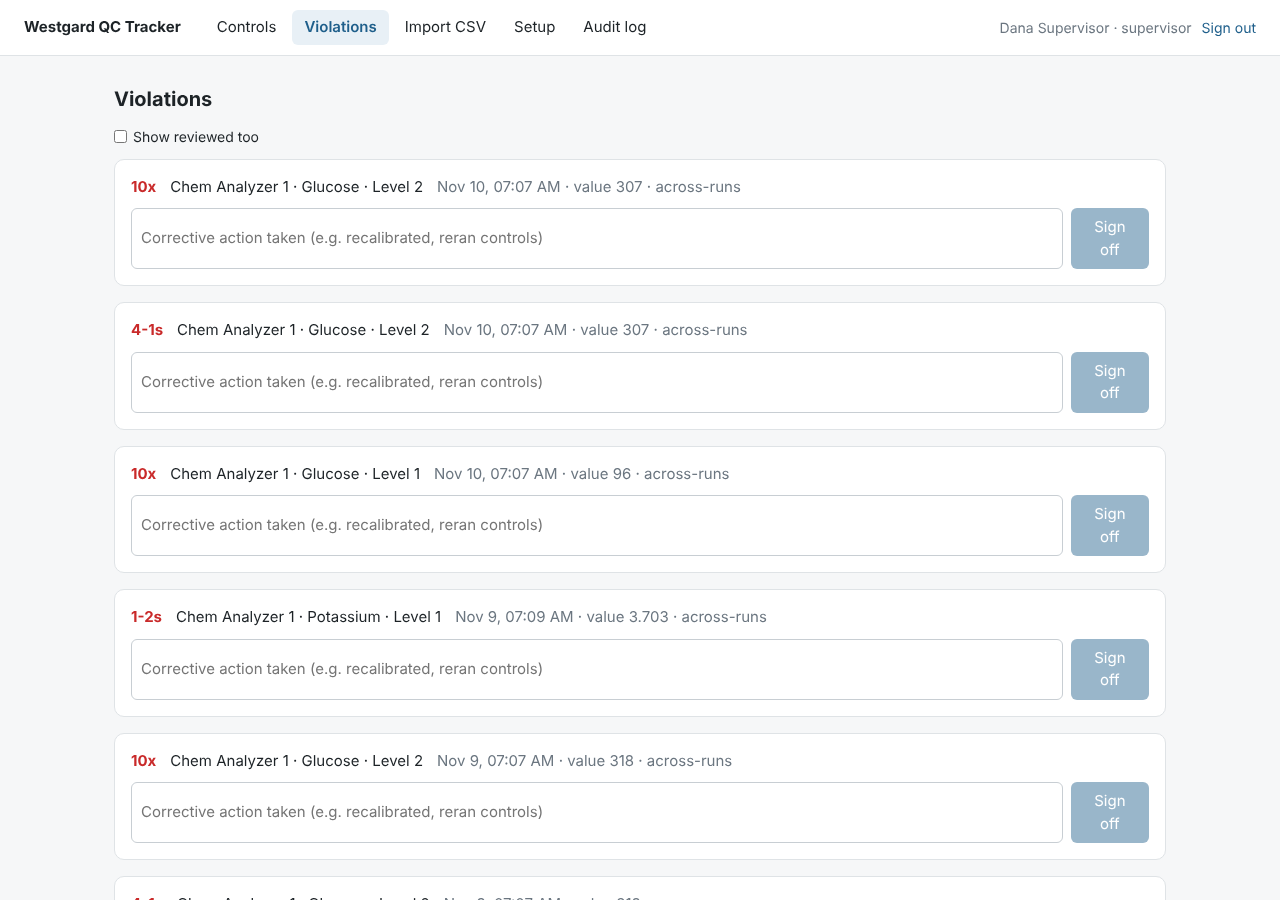 Westgard QC Tracker Controls Violations Import CSV Setup Audit log Dana Supervisor · supervisor Sign out
Violations
Show reviewed too
10x Chem Analyzer 1 · Glucose · Level 2 Nov 10, 07:07 AM · value 307 · across-runs
Corrective action taken (e.g. recalibrated, reran controls)
Sign
off
4-1s Chem Analyzer 1 · Glucose · Level 2 Nov 10, 07:07 AM · value 307 · across-runs
Corrective action taken (e.g. recalibrated, reran controls)
Sign
off
10x Chem Analyzer 1 · Glucose · Level 1 Nov 10, 07:07 AM · value 96 · across-runs
Corrective action taken (e.g. recalibrated, reran controls)
Sign
off
1-2s Chem Analyzer 1 · Potassium · Level 1 Nov 9, 07:09 AM · value 3.703 · across-runs
Corrective action taken (e.g. recalibrated, reran controls)
Sign
off
10x Chem Analyzer 1 · Glucose · Level 2 Nov 9, 07:07 AM · value 318 · across-runs
Corrective action taken (e.g. recalibrated, reran controls)
Sign
off